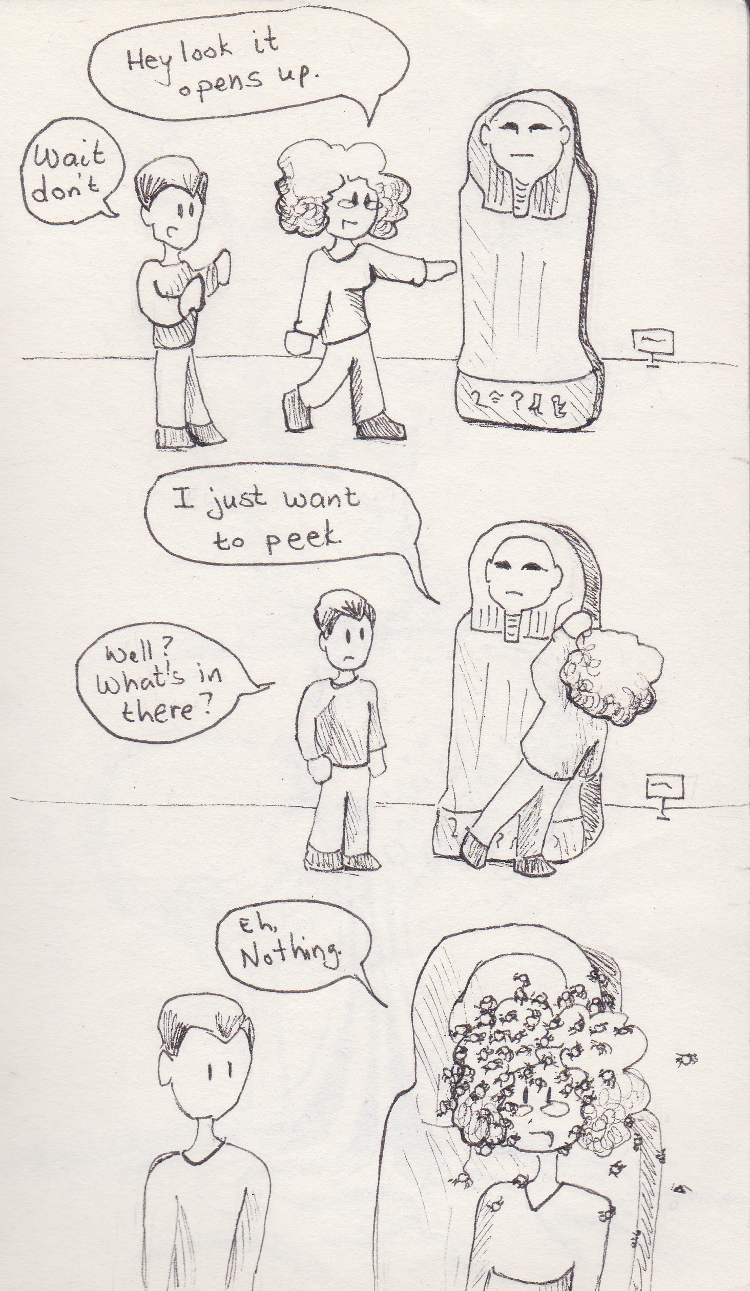 Hey look it
opens up.
Wait
don't
I just want
to peek.
Well?
What's in
there?
Eh,
Nothing.